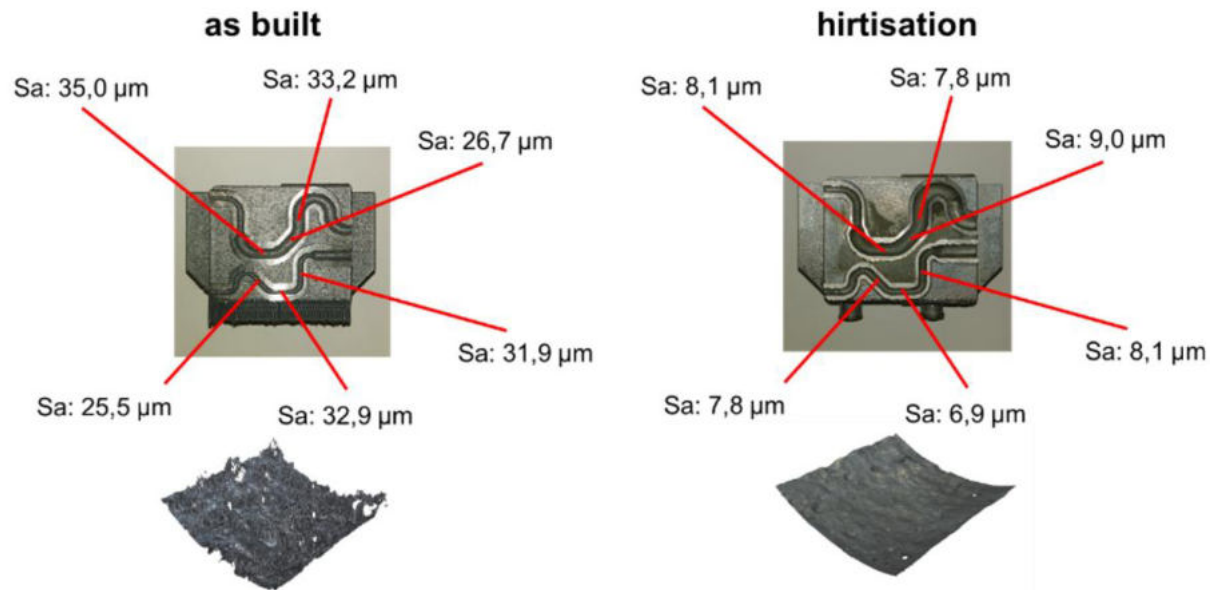 as built
Sa: 35,0 µm
Sa: 33,2 µm
Sa: 26,7 µm
Sa: 31,9 µm
Sa: 25,5 µm
Sa: 32,9 µm
hirtisation
Sa: 8,1 µm
Sa: 7,8 µm
Sa: 9,0 µm
Sa: 8,1 µm
Sa: 7,8 µm
Sa: 6,9 µm